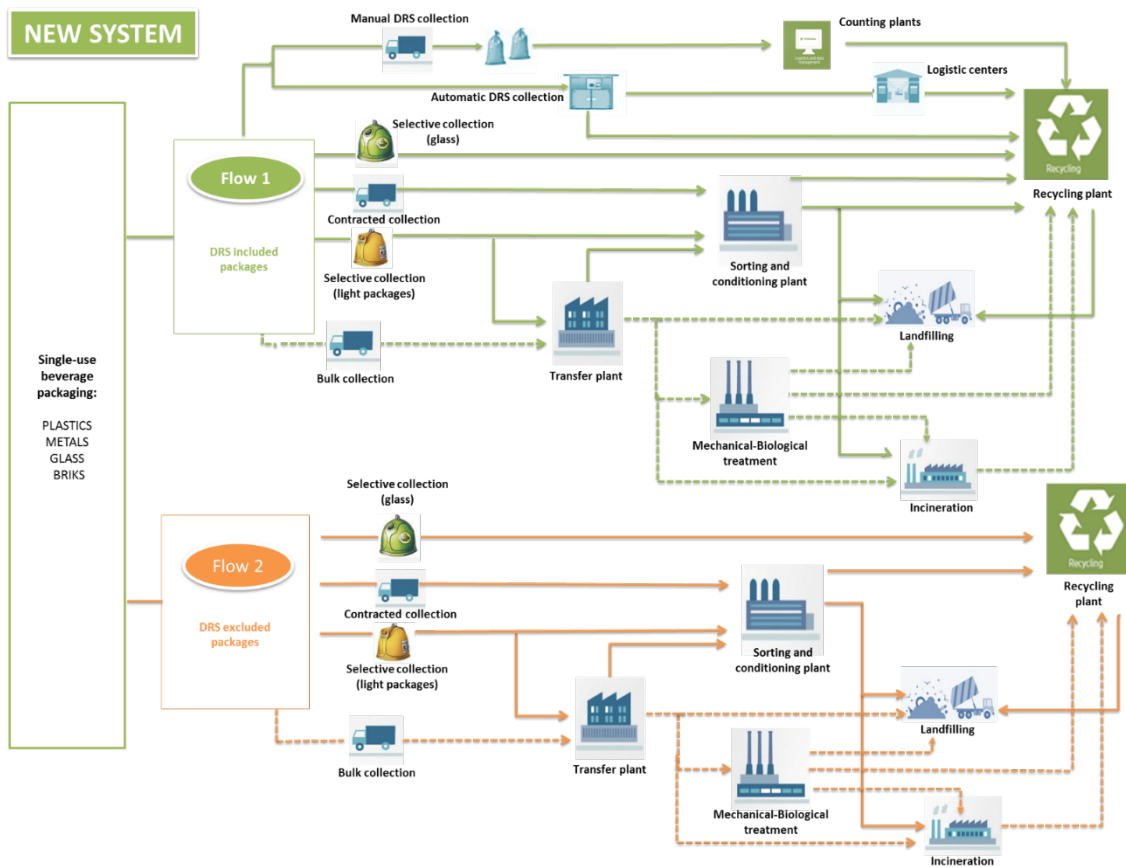 NEW SYSTEM
Manual DRS collection
Counting plants
Automatic DRS collection
Logistic centers
Selective collection
(glass)
Flow 1
Recycling
Recycling plant
Contracted collection
DRS included
packages
Selective collection
(light packages)
Sorting and
conditioning plant
Landfilling
Bulk collection
Transfer plant
Single-use
beverage
packaging:
PLASTICS
METALS
GLASS
BRIKS
Mechanical-Biological
treatment
Incineration
Selective collection
(glass)
Flow 2
Recycling
Recycling
plant
Contracted collection
DRS excluded
packages
Selective collection
(light packages)
Sorting and
conditioning plant
Landfilling
Bulk collection
Transfer plant
Mechanical-Biological
treatment
Incineration